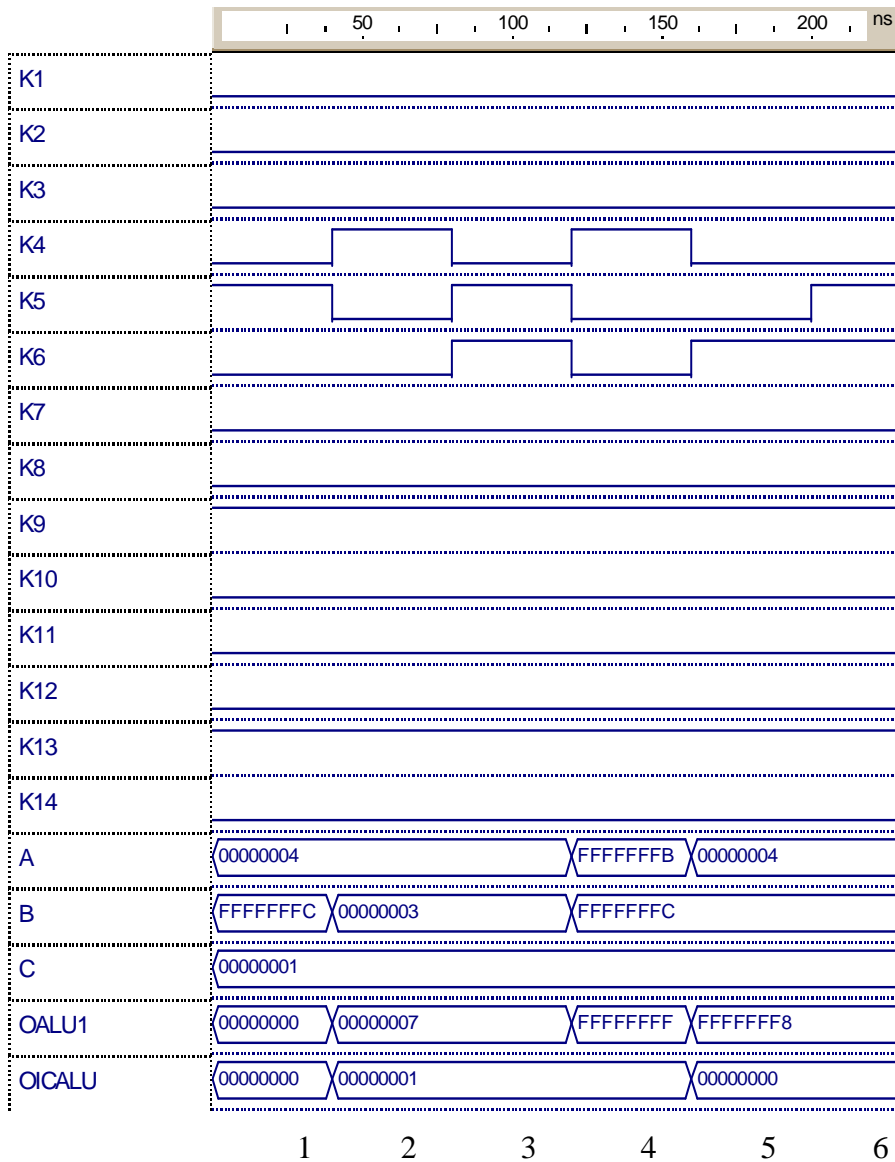 50 100 150 200 ns
K1
K2
K3
K4
K5
K6
K7
K8
K9
K10
K11
K12
K13
K14
A 00000004 FFFFFFFB 00000004
B FFFFFFFC 00000003 FFFFFFFC
C 00000001
OALU1 00000000 00000007 FFFFFFFF FFFFFFF8
OICALU 00000000 00000001 00000000
1 2 3 4 5 6